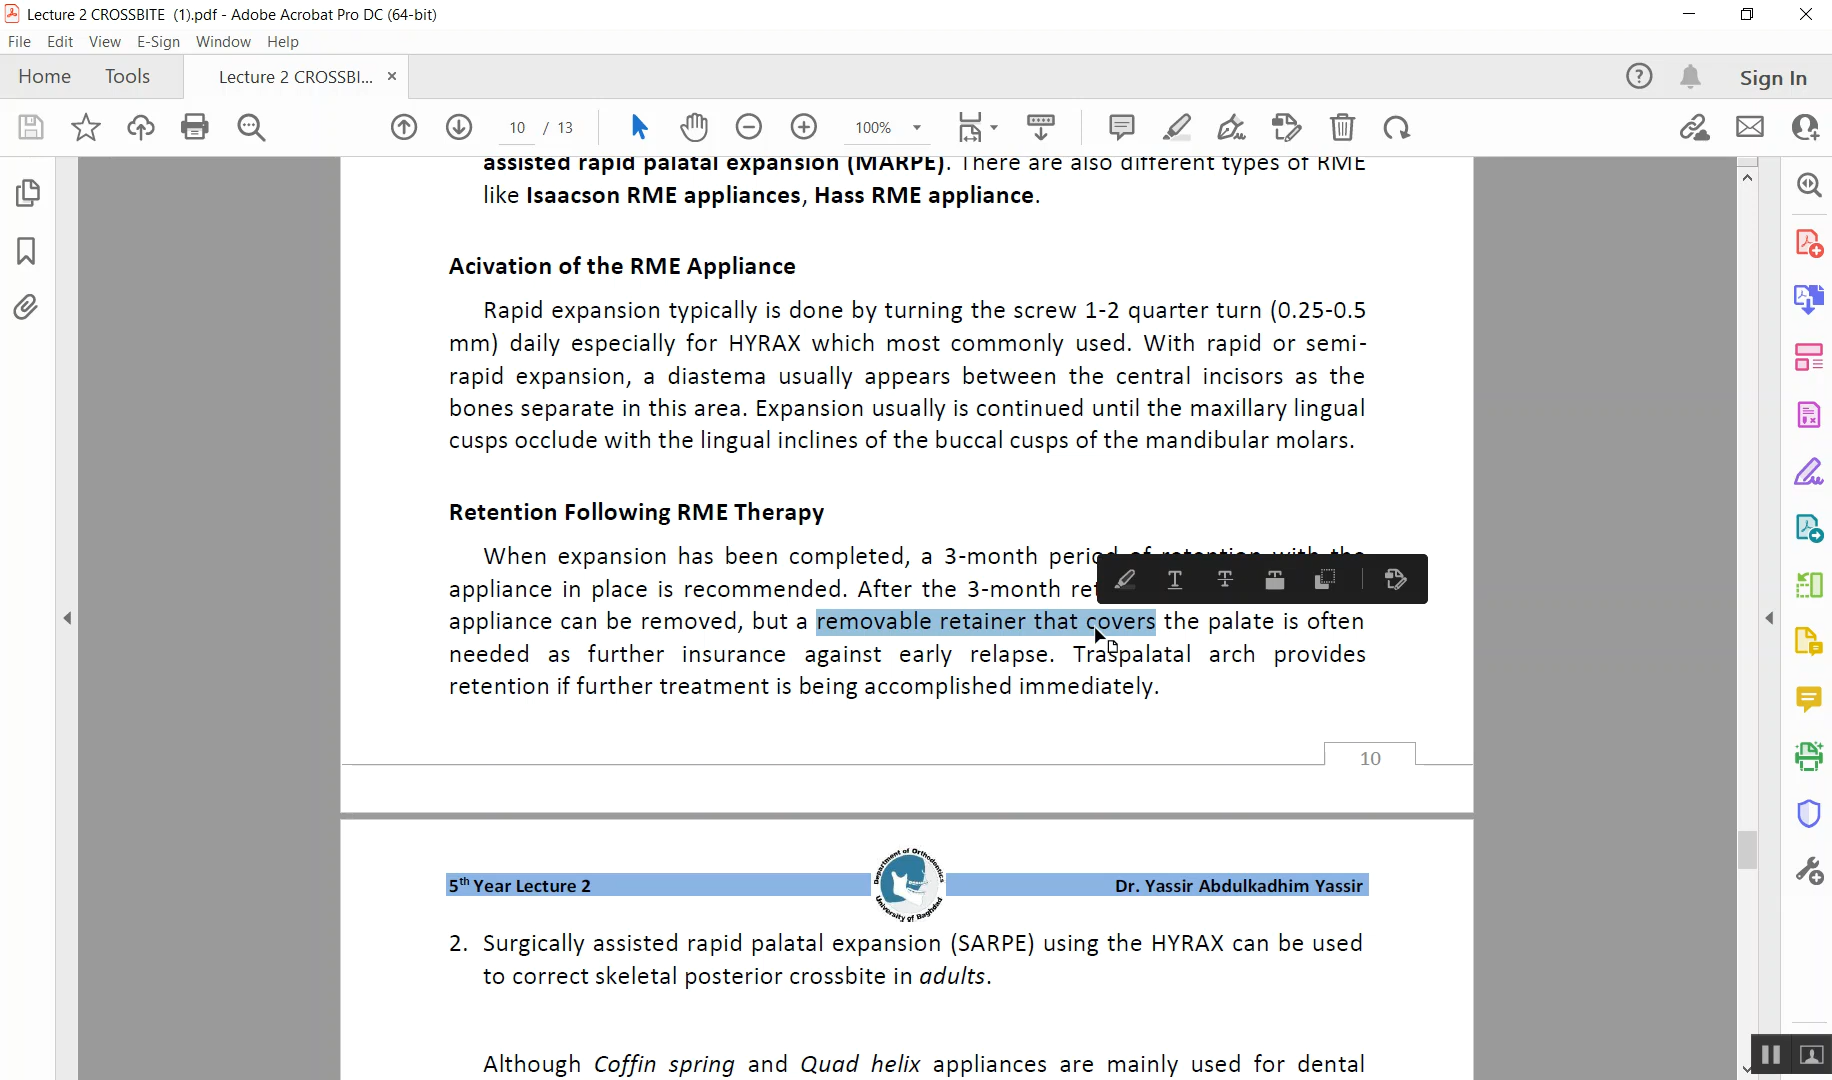 Lecture 2 CROSSBITE (1).pdf - Adobe Acrobat Pro DC (64-bit)
File Edit View E-Sign Window Help
Home Tools Lecture 2 CROSSBI... Sign In
10 / 13 100%
assisted rapid palatal expansion (MARPE). There are also different types of RME
like Isaacson RME appliances, Hass RME appliance.
Acivation of the RME Appliance
Rapid expansion typically is done by turning the screw 1-2 quarter turn (0.25-0.5
mm) daily especially for HYRAX which most commonly used. With rapid or semi-
rapid expansion, a diastema usually appears between the central incisors as the
bones separate in this area. Expansion usually is continued until the maxillary lingual
cusps occlude with the lingual inclines of the buccal cusps of the mandibular molars.
Retention Following RME Therapy
When expansion has been completed, a 3-month period of retention with the
appliance in place is recommended. After the 3-month
appliance can be removed, but a removable retainer that covers the palate is often
needed as further insurance against early relapse. Traspalatal arch provides
retention if further treatment is being accomplished immediately.
10
5th Year Lecture 2
Department of Orthodontics
University of Baghdad
Dr. Yassir Abdulkadhim Yassir
2. Surgically assisted rapid palatal expansion (SARPE) using the HYRAX can be used
to correct skeletal posterior crossbite in adults.
Although Coffin spring and Quad helix appliances are mainly used for dental